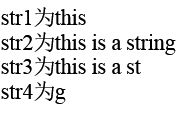 str1为this
str2为this is a string
str3为this is a st
str4为g